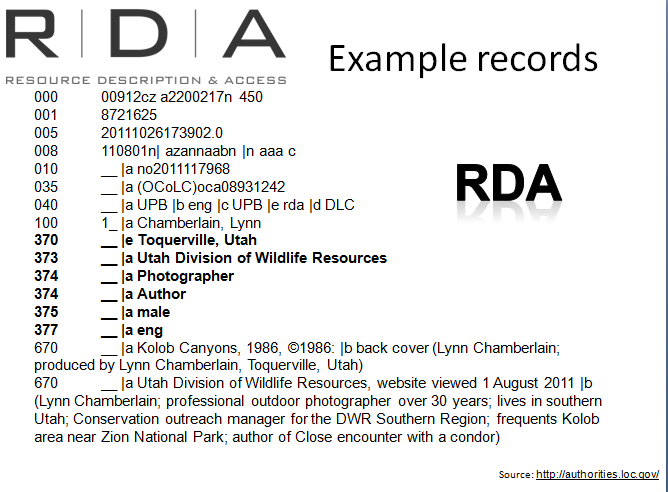 R | D | A
RESOURCE DESCRIPTION & ACCESS
Example records
000 00912cz a2200217n 450
001 8721625
005 20111026173902.0
008 110801n| azannaabn |n aaa c
010 __ |a no2011117968
035 __ |a (OCoLC)oca08931242
040 __ |a UPB |b eng |c UPB |e rda |d DLC
100 1_ |a Chamberlain, Lynn
370 __ |e Toquerville, Utah
373 __ |a Utah Division of Wildlife Resources
374 __ |a Photographer
374 __ |a Author
375 __ |a male
377 __ |a eng
670 __ |a Kolob Canyons, 1986, ©1986: |b back cover (Lynn Chamberlain;
produced by Lynn Chamberlain, Toquerville, Utah)
670 __ |a Utah Division of Wildlife Resources, website viewed 1 August 2011 |b
(Lynn Chamberlain; professional outdoor photographer over 30 years; lives in southern
Utah; Conservation outreach manager for the DWR Southern Region; frequents Kolob
area near Zion National Park; author of Close encounter with a condor)
RDA
Source: http://authorities.loc.gov/